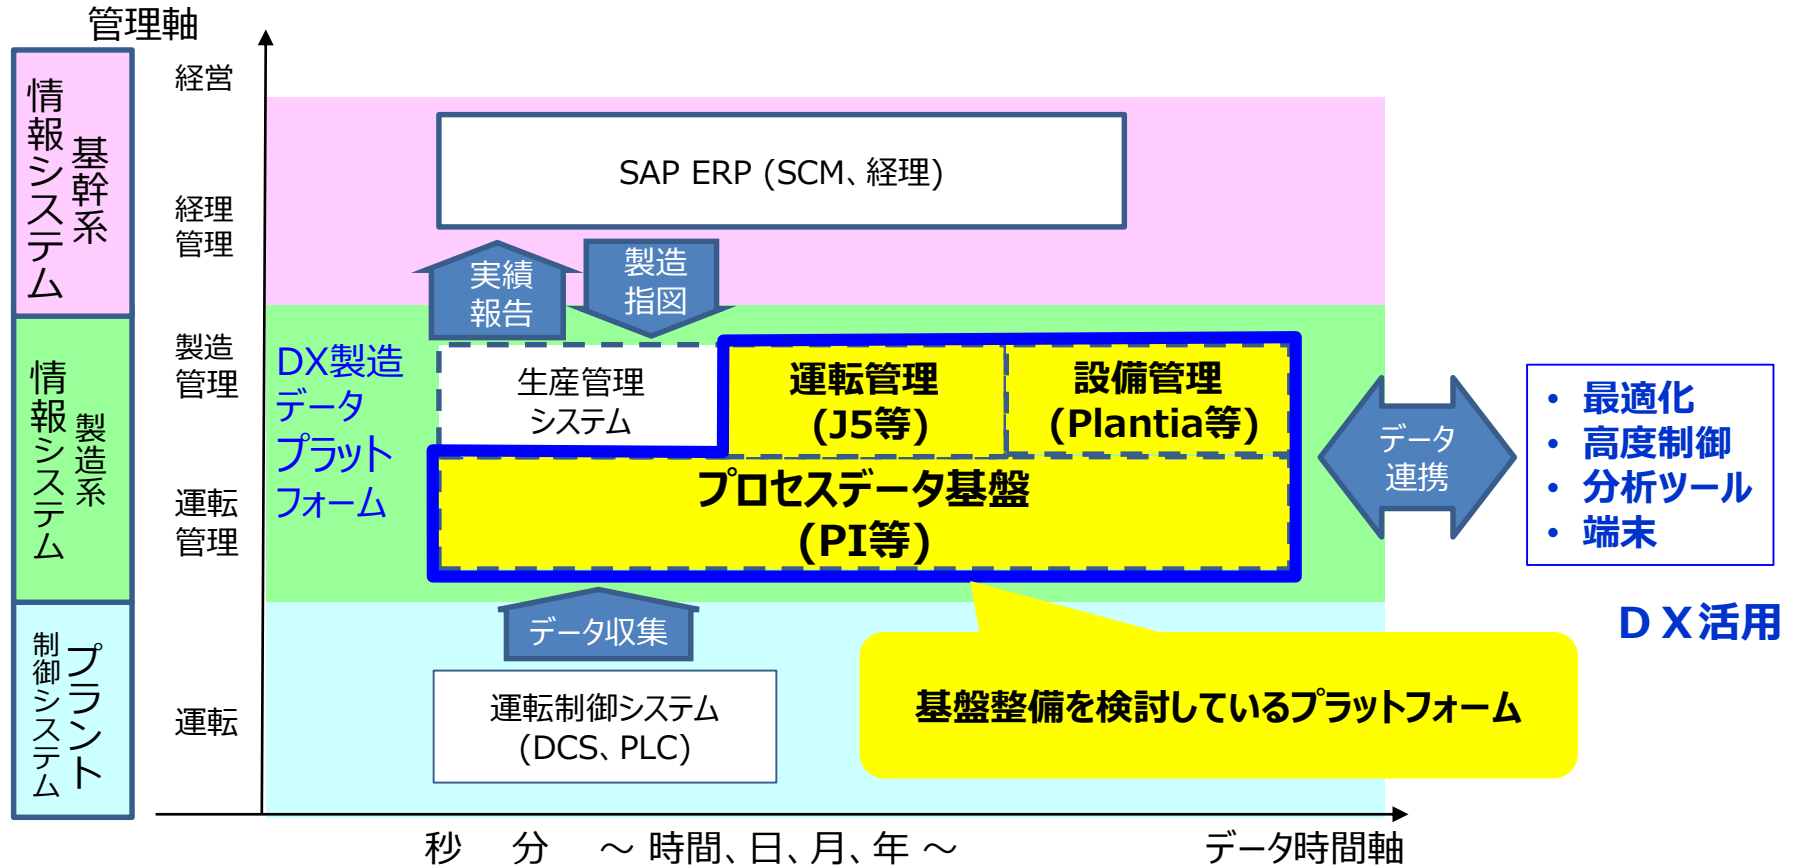 管理軸
経営
経理
管理
製造
管理
運転
管理
運転
基幹系
情報システム
製造系
情報システム
プラント
制御システム
SAP ERP (SCM、経理)
実績
報告
製造
指図
DX製造
データ
プラット
フォーム
生産管理
システム
運転管理
(J5等)
設備管理
(Plantia等)
プロセスデータ基盤
(PI等)
データ
連携
• 最適化
• 高度制御
• 分析ツール
• 端末
DX活用
データ収集
運転制御システム
(DCS、PLC)
基盤整備を検討しているプラットフォーム
秒 分 ～ 時間、日、月、年 ～
データ時間軸